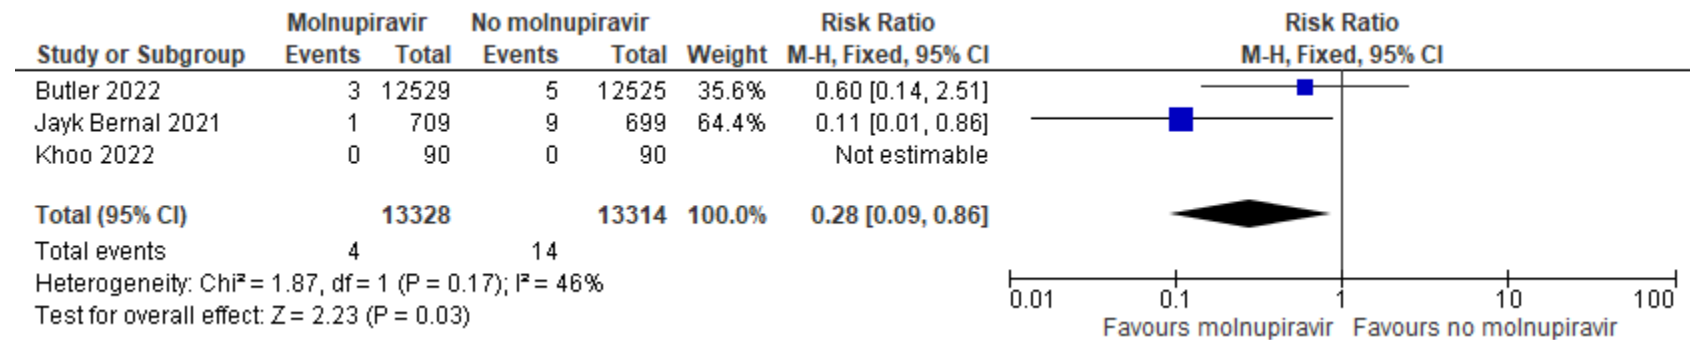 Molnupiravir No molnupiravir Risk Ratio Risk Ratio
Study or Subgroup Events Total Events Total Weight M-H, Fixed, 95% CI M-H, Fixed, 95% CI
Butler 2022 3 12529 5 12525 35.6% 0.60 [0.14, 2.51]
Jayk Bernal 2021 1 709 9 699 64.4% 0.11 [0.01, 0.86]
Khoo 2022 0 90 0 90 Not estimable
Total (95% CI) 13328 13314 100.0% 0.28 [0.09, 0.86]
Total events 4 14
Heterogeneity: Chi² = 1.87, df = 1 (P = 0.17); I² = 46%
Test for overall effect: Z = 2.23 (P = 0.03)
0.01 0.1 1 10 100
Favours molnupiravir Favours no molnupiravir